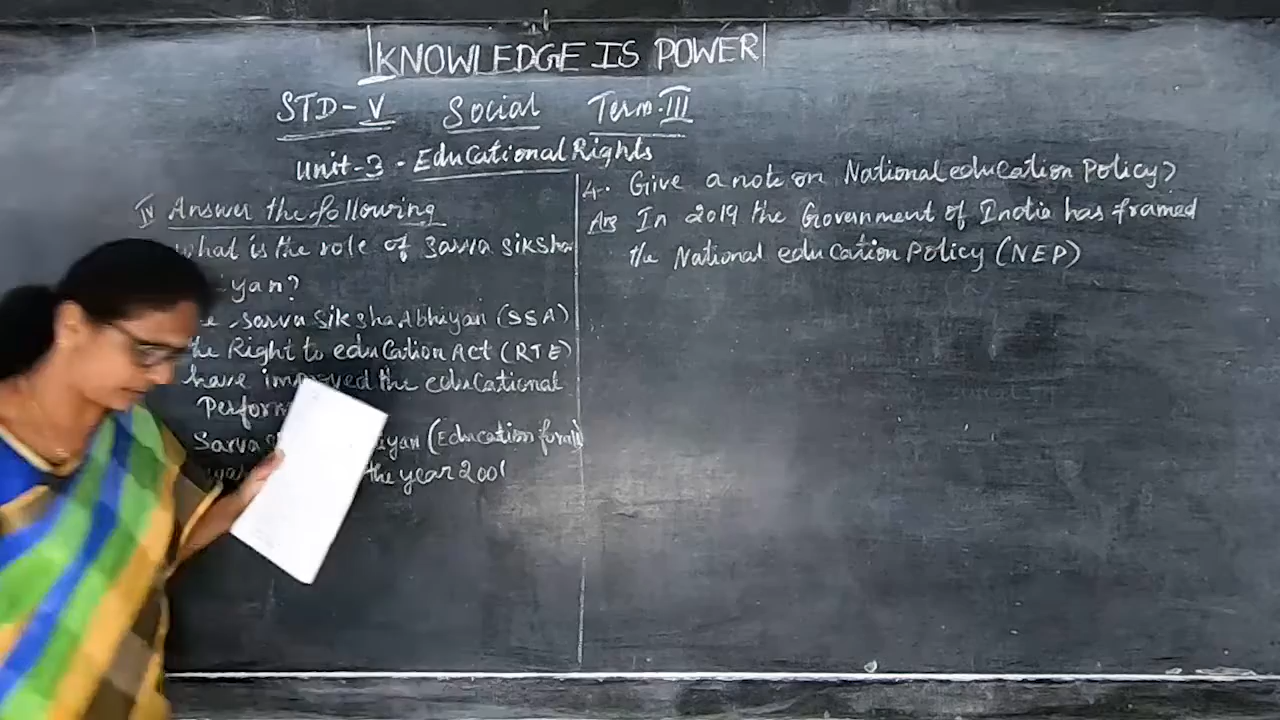 KNOWLEDGE IS POWER
STD-V Social Term-III
Unit-3 - Educational Rights
IV Answer the following
what is the role of Sarva siksha
yan?
Sarva Siksha Abhiyan (SSA)
the Right to education Act (RTE)
have improved the educational
Perform
Sarva yan (Education for all)
the year 2001
4. Give a note on National education Policy?
Ans In 2019 the Government of India has framed
the National education Policy (NEP)